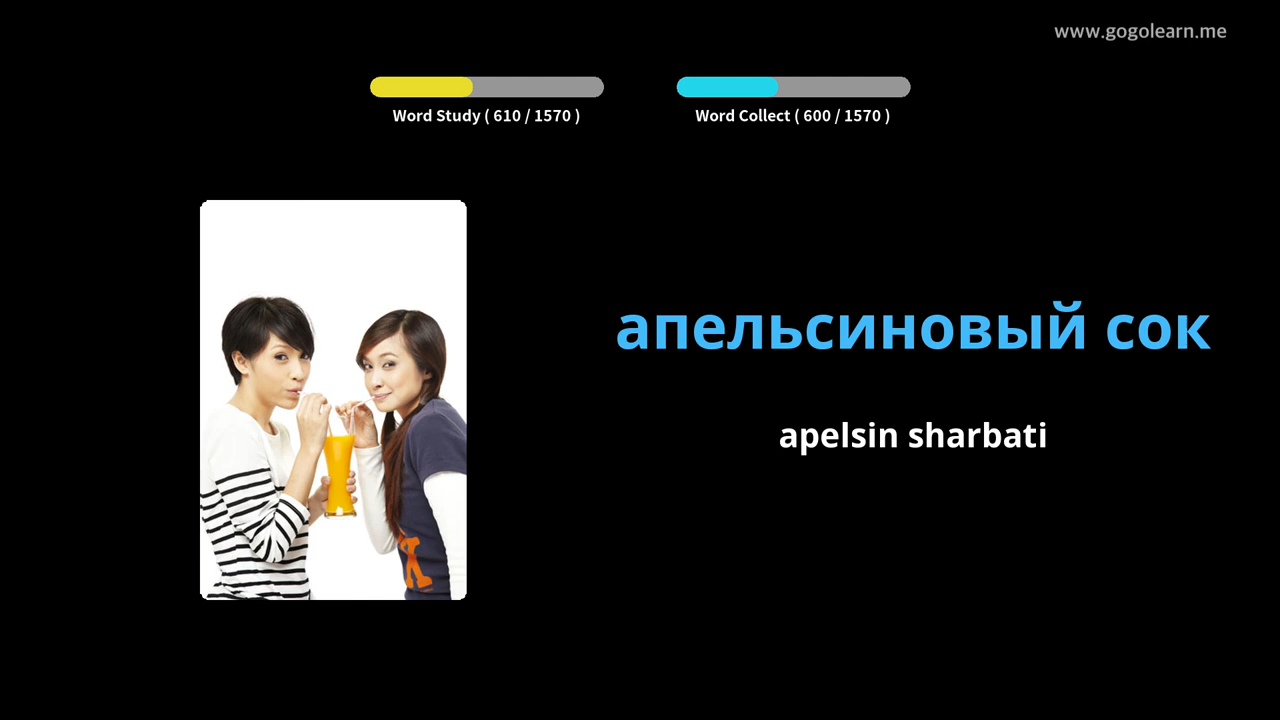 www.gogolearn.me
Word Study ( 610 / 1570 )
Word Collect ( 600 / 1570 )
апельсиновый сок
apelsin sharbati